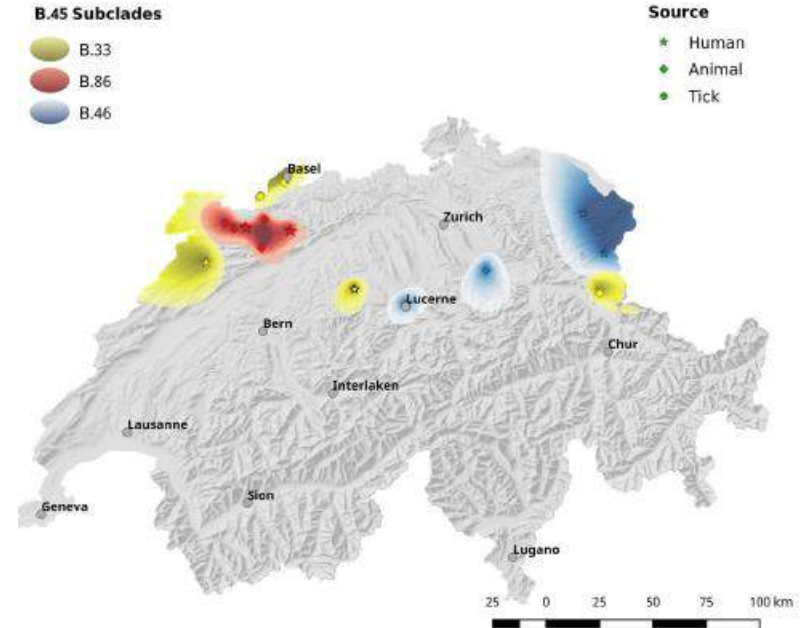 B.45 Subclades
B.33
B.86
B.46
Source
Human
Animal
Tick
Basel
Zurich
Lucerne
Bern
Chur
Interlaken
Lausanne
Sion
Geneva
Lugano
25 0 25 50 75 100 km